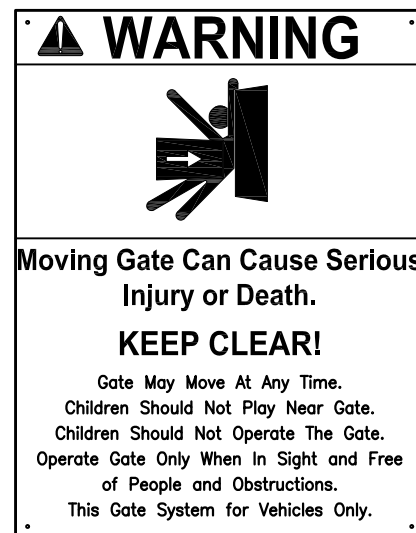 WARNING
Moving Gate Can Cause Serious
Injury or Death.
KEEP CLEAR!
Gate May Move At Any Time.
Children Should Not Play Near Gate.
Children Should Not Operate The Gate.
Operate Gate Only When In Sight and Free
of People and Obstructions.
This Gate System for Vehicles Only.